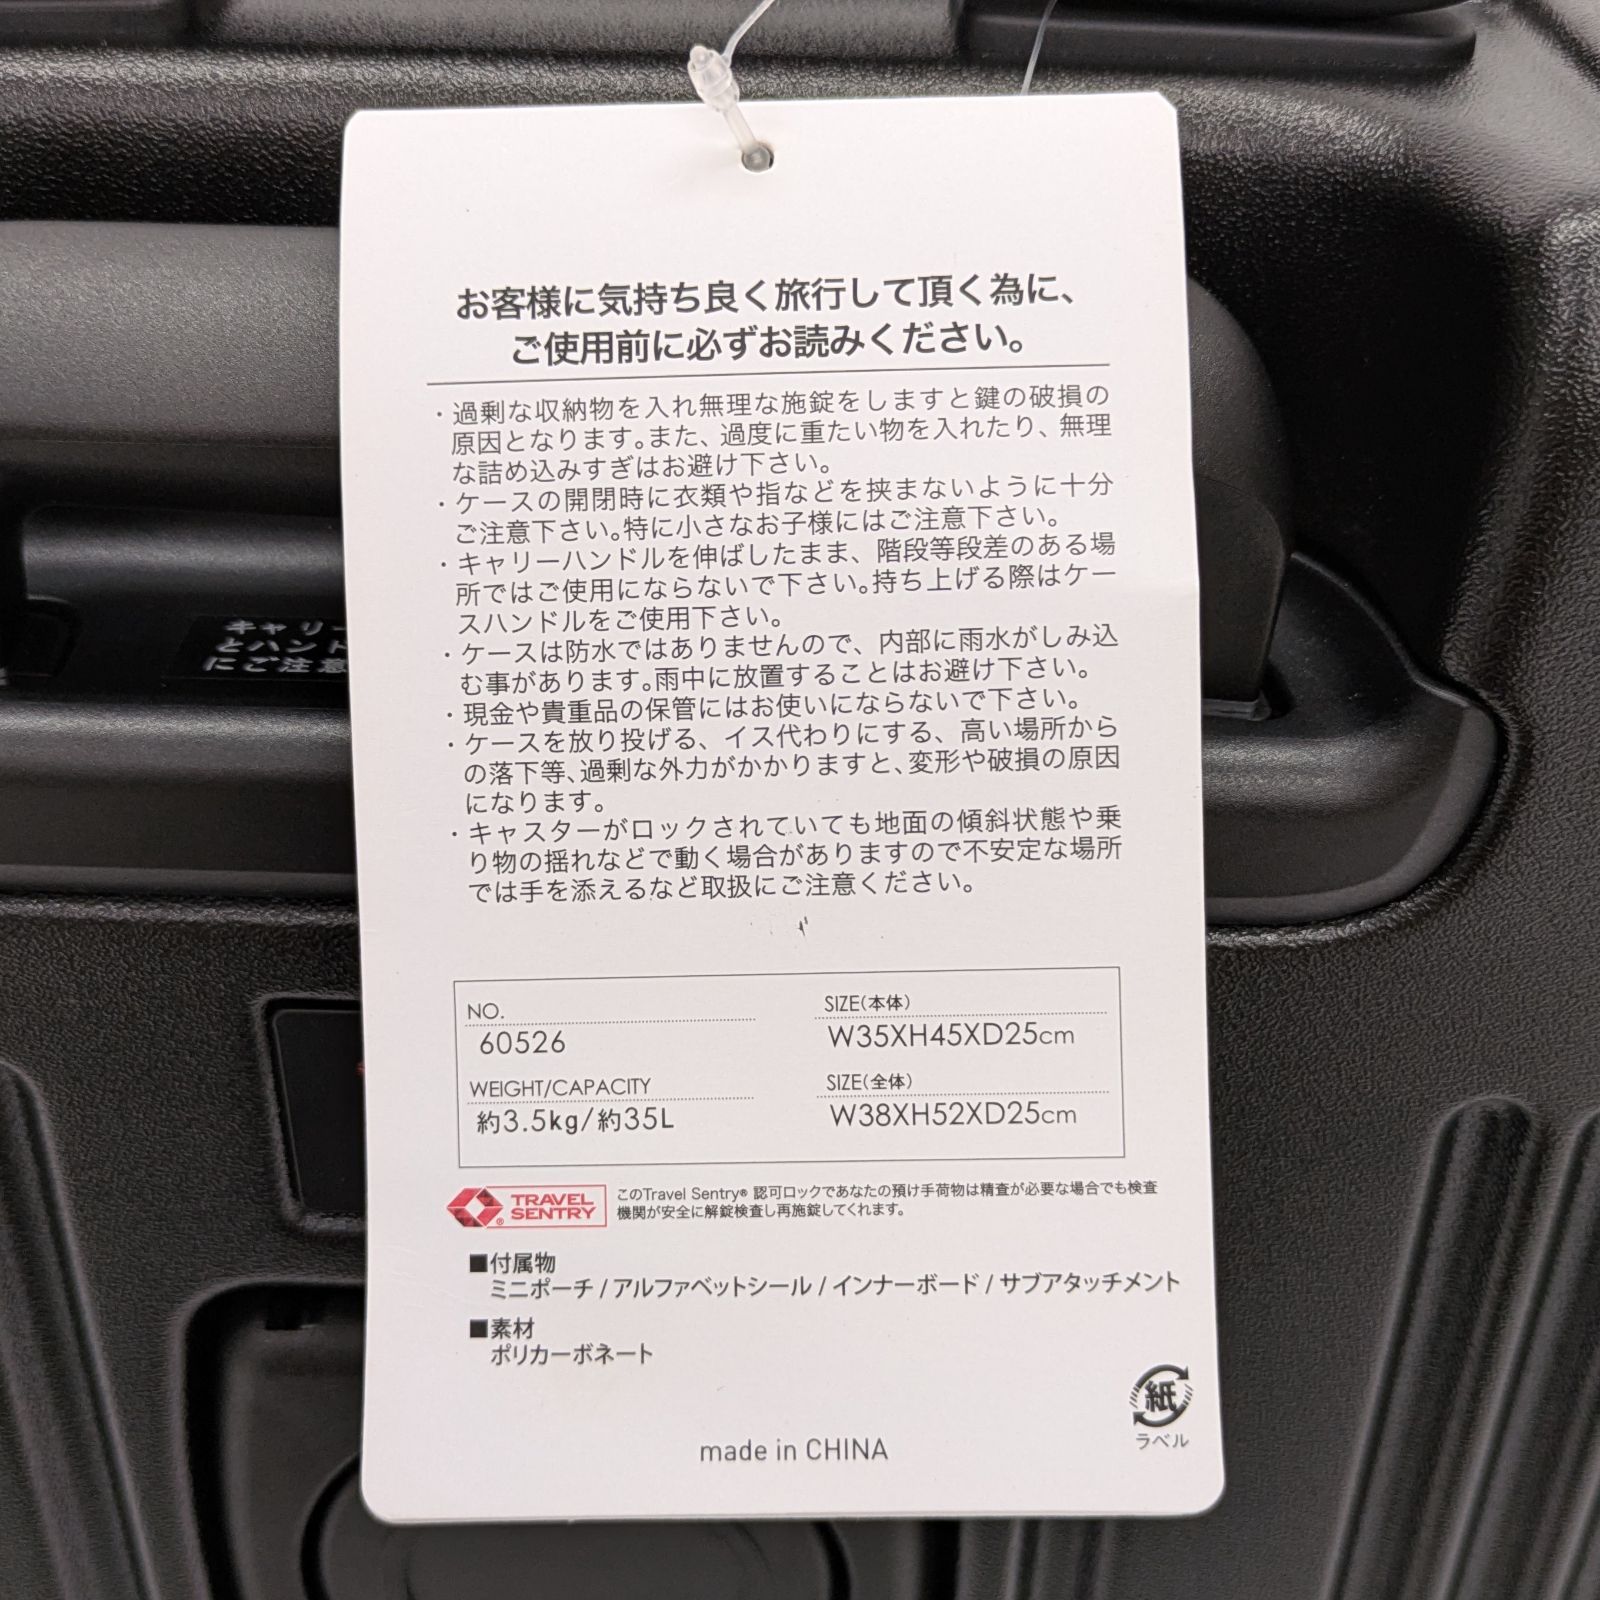 お客様に気持ち良く旅行して頂く為に、
ご使用前に必ずお読みください。
・過剰な収納物を入れ無理な施錠をしますと鍵の破損の
原因となります。また、過度に重たい物を入れたり、無理
な詰め込みすぎはお避け下さい。
・ケースの開閉時に衣類や指などを挟まないように十分
ご注意下さい。特に小さなお子様にはご注意下さい。
・キャリーハンドルを伸ばしたまま、階段等段差のある場
所ではご使用にならないで下さい。持ち上げる際はケー
スハンドルをご使用下さい。
・ケースは防水ではありませんので、内部に雨水がしみ込
む事があります。雨中に放置することはお避け下さい。
・現金や貴重品の保管にはお使いにならないで下さい。
・ケースを放り投げる、イス代わりにする、高い場所から
の落下等、過剰な外力がかかりますと、変形や破損の原因
になります。
・キャスターがロックされていても地面の傾斜状態や乗
り物の揺れなどで動く場合がありますので不安定な場所
では手を添えるなど取扱にご注意ください。
キャリー
とハント
にご注意
NO.
60526
SIZE(本体)
W35XH45XD25cm
WEIGHT/CAPACITY
約3.5kg/約35L
SIZE(全体)
W38XH52XD25cm
TRAVEL
SENTRY®
このTravel Sentry® 認可ロックであなたの預け手荷物は精査が必要な場合でも検査
機関が安全に解錠検査し再施錠してくれます。
■付属物
ミニポーチ / アルファベットシール / インナーボード / サブアタッチメント
■素材
ポリカーボネート
紙
ラベル
made in CHINA